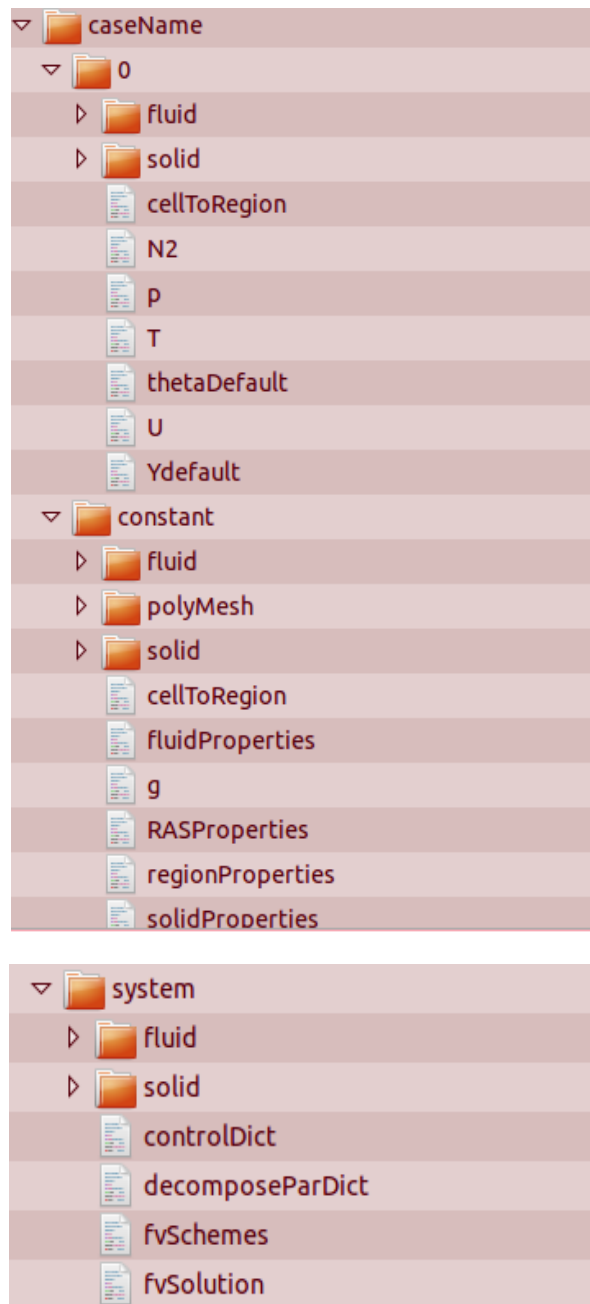 caseName
0
fluid
solid
cellToRegion
N2
p
T
thetaDefault
U
Ydefault
constant
fluid
polyMesh
solid
cellToRegion
fluidProperties
g
RASProperties
regionProperties
solidProperties
system
fluid
solid
controlDict
decomposeParDict
fvSchemes
fvSolution